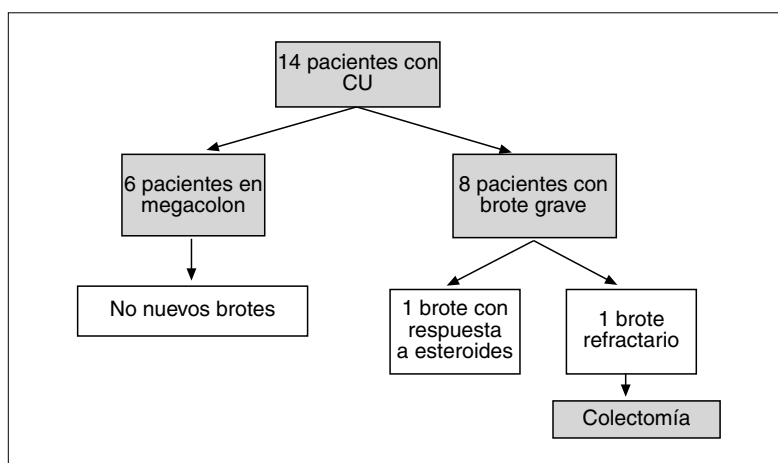 14 pacientes con
CU
6 pacientes en
megacolon
8 pacientes con
brote grave
No nuevos brotes
1 brote con
respuesta
a esteroides
1 brote
refractario
Colectomía